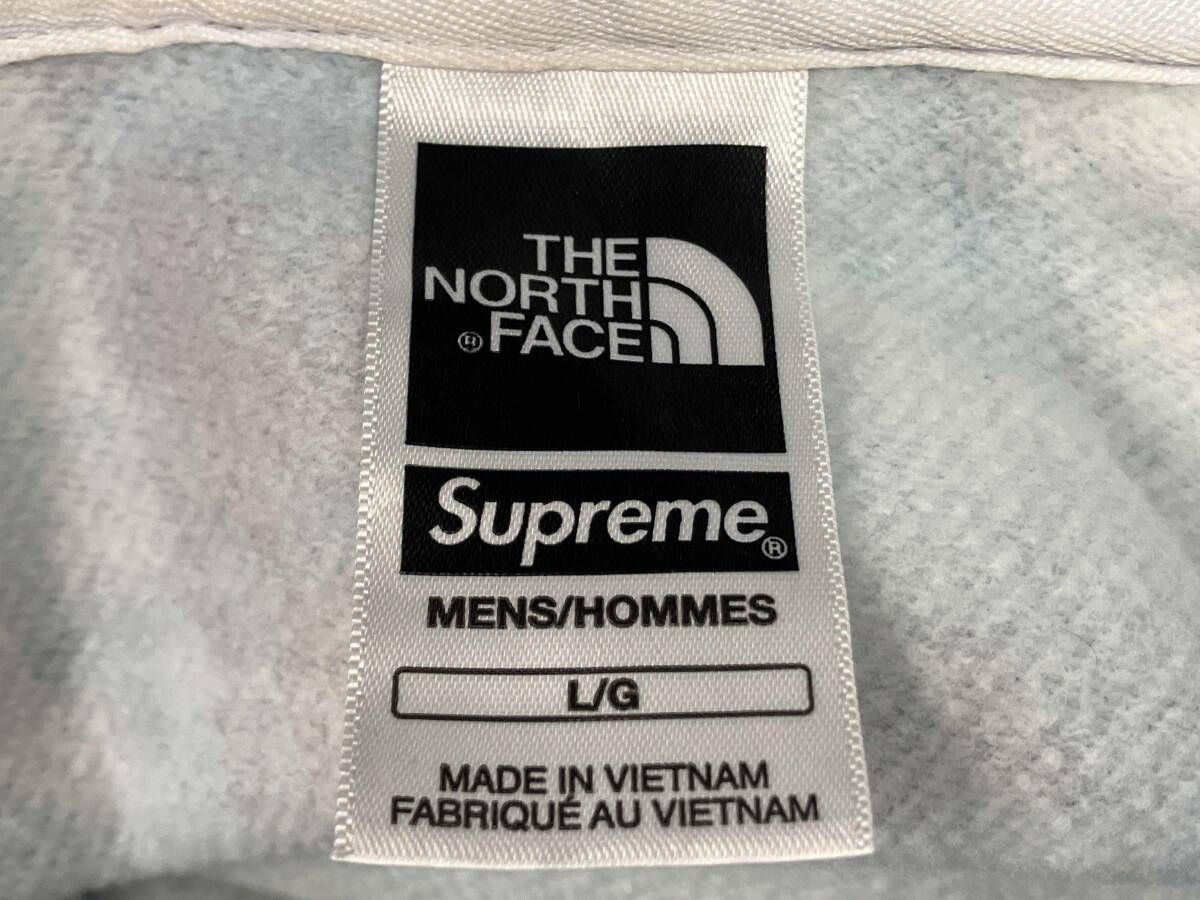 THE
NORTH
® FACE
Supreme®
MENS/HOMMES
L/G
MADE IN VIETNAM
FABRIQUÉ AU VIETNAM